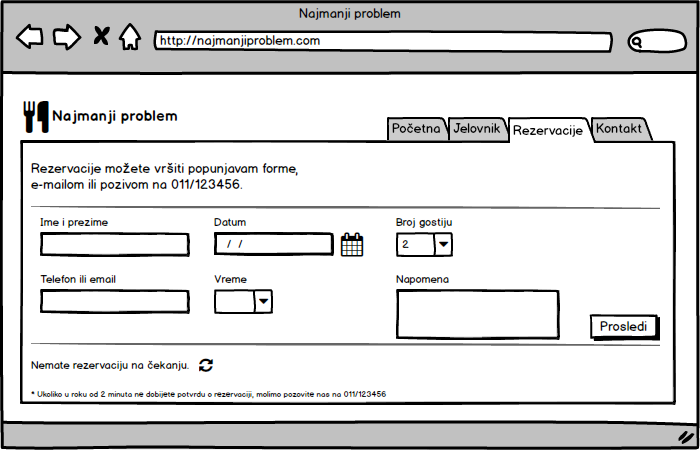 Najmanji problem
http://najmanjiproblem.com
Najmanji problem
Početna Jelovnik Rezervacije Kontakt
Rezervacije možete vršiti popunjavam forme,
e-mailom ili pozivom na 011/123456.
Ime i prezime Datum Broj gostiju
/ / 2
Telefon ili email Vreme Napomena
Prosledi
Nemate rezervaciju na čekanju.
* Ukoliko u roku od 2 minuta ne dobijete potvrdu o rezervaciji, molimo pozovite nas na 011/123456